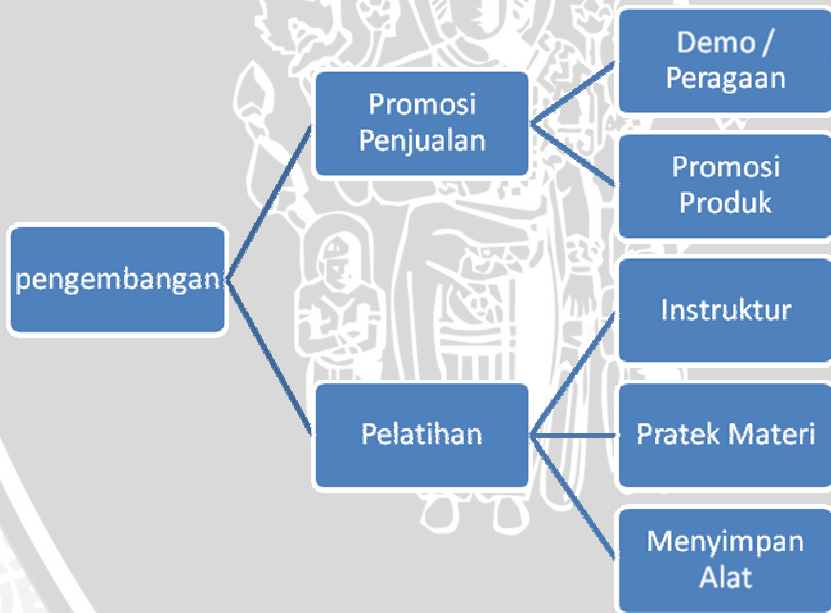 pengembangan
Promosi
Penjualan
Demo /
Peragaan
Promosi
Produk
Pelatihan
Instruktur
Pratek Materi
Menyimpan
Alat